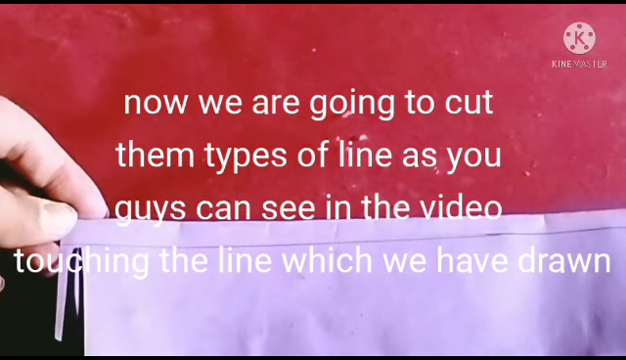 K
KINEMASTER
now we are going to cut
them types of line as you
guys can see in the video
touching the line which we have drawn